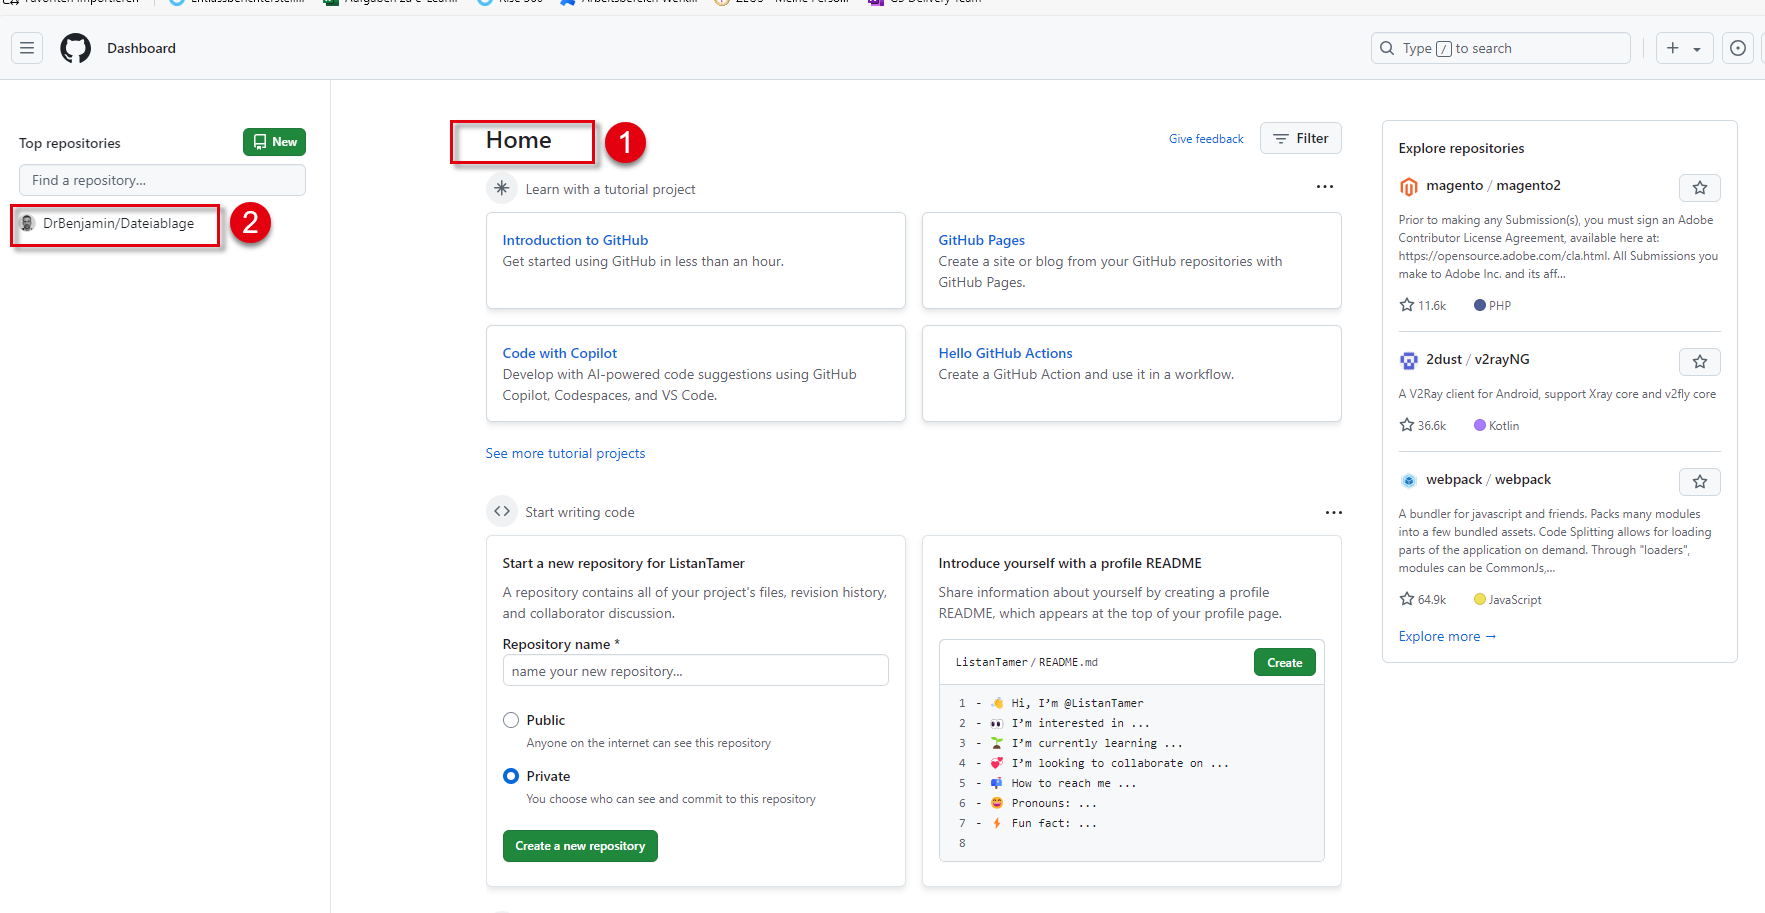 Dashboard
Type / to search
Top repositories
New
Find a repository...
DrBenjamin/Dateiablage
2
Home
1
Give feedback
Filter
Learn with a tutorial project
Introduction to GitHub
Get started using GitHub in less than an hour.
GitHub Pages
Create a site or blog from your GitHub repositories with
GitHub Pages.
Code with Copilot
Develop with AI-powered code suggestions using GitHub
Copilot, Codespaces, and VS Code.
Hello GitHub Actions
Create a GitHub Action and use it in a workflow.
See more tutorial projects
Start writing code
Start a new repository for ListanTamer
A repository contains all of your project's files, revision history,
and collaborator discussion.
Repository name *
name your new repository...
Public
Anyone on the internet can see this repository
Private
You choose who can see and commit to this repository
Create a new repository
Introduce yourself with a profile README
Share information about yourself by creating a profile
README, which appears at the top of your profile page.
ListanTamer / README.md
Create
1 - 👋 Hi, I'm @ListanTamer
2 - 👀 I'm interested in ...
3 - 🌱 I'm currently learning ...
4 - 💞️ I'm looking to collaborate on ...
5 - 📫 How to reach me ...
6 - 😄 Pronouns: ...
7 - ⚡ Fun fact: ...
8
Explore repositories
magento / magento2
Prior to making any Submission(s), you must sign an Adobe
Contributor License Agreement, available here at:
https://opensource.adobe.com/cla.html. All Submissions you
make to Adobe Inc. and its aff...
11.6k PHP
2dust / v2rayNG
A V2Ray client for Android, support Xray core and v2fly core
36.6k Kotlin
webpack / webpack
A bundler for javascript and friends. Packs many modules
into a few bundled assets. Code Splitting allows for loading
parts of the application on demand. Through "loaders",
modules can be CommonJs,...
64.9k JavaScript
Explore more →